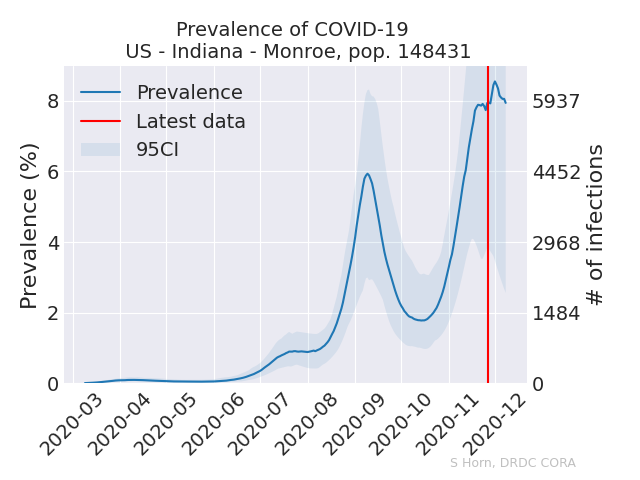 Prevalence of COVID-19
US - Indiana - Monroe, pop. 148431
Prevalence
Latest data
95CI
Prevalence (%)
8
6
4
2
0
5937
4452
2968
1484
0
# of infections
2020-03
2020-04
2020-05
2020-06
2020-07
2020-08
2020-09
2020-10
2020-11
2020-12
S Horn, DRDC CORA